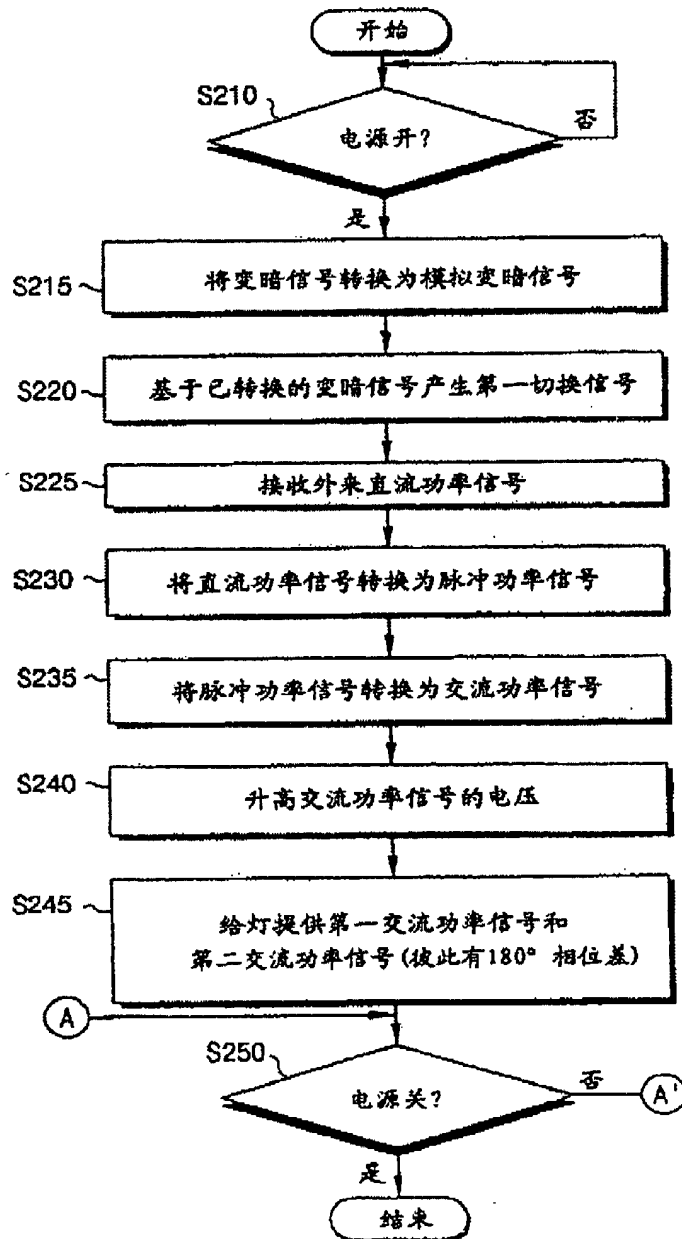 开始
S210
电源开?
否
是
S215
将变暗信号转换为模拟变暗信号
S220
基于已转换的变暗信号产生第一切换信号
S225
接收外来直流功率信号
S230
将直流功率信号转换为脉冲功率信号
S235
将脉冲功率信号转换为交流功率信号
S240
升高交流功率信号的电压
S245
给灯提供第一交流功率信号和
第二交流功率信号(彼此有180°相位差)
A
S250
电源关?
否
A'
是
结束